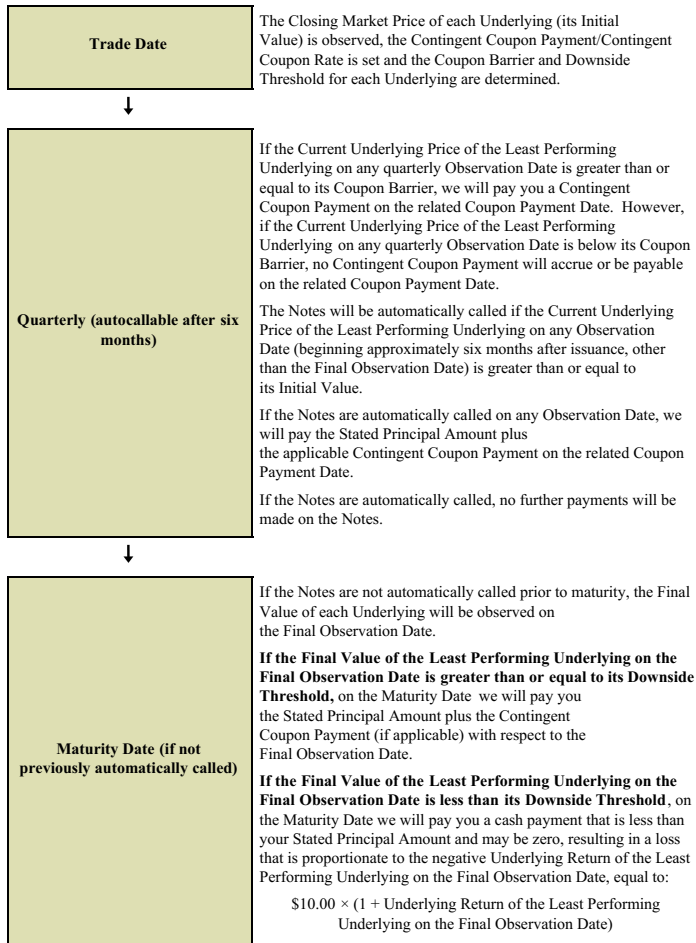 Trade Date
The Closing Market Price of each Underlying (its Initial
Value) is observed, the Contingent Coupon Payment/Contingent
Coupon Rate is set and the Coupon Barrier and Downside
Threshold for each Underlying are determined.
↓
Quarterly (autocallable after six
months)
If the Current Underlying Price of the Least Performing
Underlying on any quarterly Observation Date is greater than or
equal to its Coupon Barrier, we will pay you a Contingent
Coupon Payment on the related Coupon Payment Date. However,
if the Current Underlying Price of the Least Performing
Underlying on any quarterly Observation Date is below its Coupon
Barrier, no Contingent Coupon Payment will accrue or be payable
on the related Coupon Payment Date.
The Notes will be automatically called if the Current Underlying
Price of the Least Performing Underlying on any Observation
Date (beginning approximately six months after issuance, other
than the Final Observation Date) is greater than or equal to
its Initial Value.
If the Notes are automatically called on any Observation Date, we
will pay the Stated Principal Amount plus
the applicable Contingent Coupon Payment on the related Coupon
Payment Date.
If the Notes are automatically called, no further payments will be
made on the Notes.
↓
Maturity Date (if not
previously automatically called)
If the Notes are not automatically called prior to maturity, the Final
Value of each Underlying will be observed on
the Final Observation Date.
If the Final Value of the Least Performing Underlying on the
Final Observation Date is greater than or equal to its Downside
Threshold, on the Maturity Date we will pay you
the Stated Principal Amount plus the Contingent
Coupon Payment (if applicable) with respect to the
Final Observation Date.
If the Final Value of the Least Performing Underlying on the
Final Observation Date is less than its Downside Threshold, on
the Maturity Date we will pay you a cash payment that is less than
your Stated Principal Amount and may be zero, resulting in a loss
that is proportionate to the negative Underlying Return of the Least
Performing Underlying on the Final Observation Date, equal to:
$10.00 × (1 + Underlying Return of the Least Performing
Underlying on the Final Observation Date)